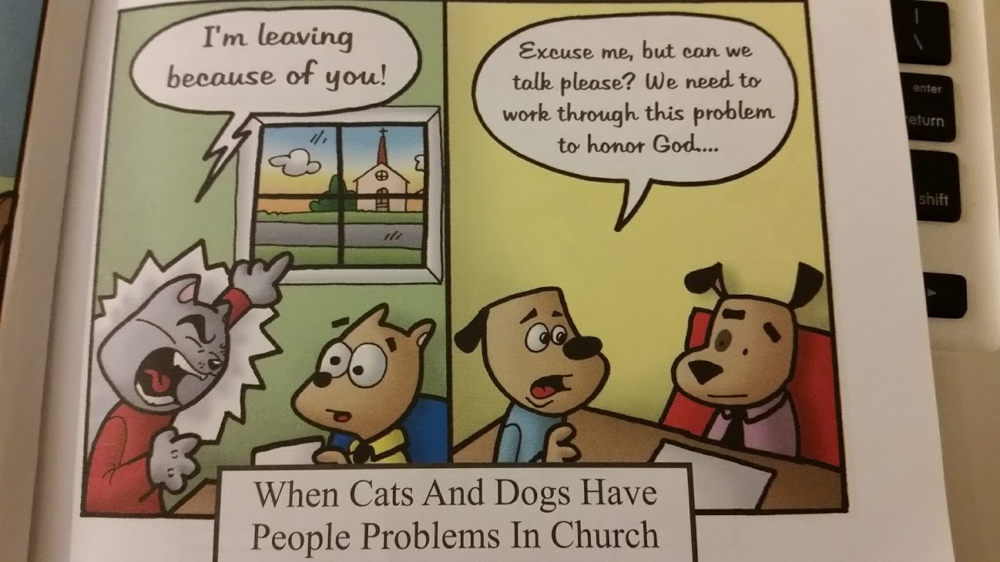 I'm leaving
because of you!
Excuse me, but can we
talk please? We need to
work through this problem
to honor God....
When Cats And Dogs Have
People Problems In Church
|
\
enter
return
shift